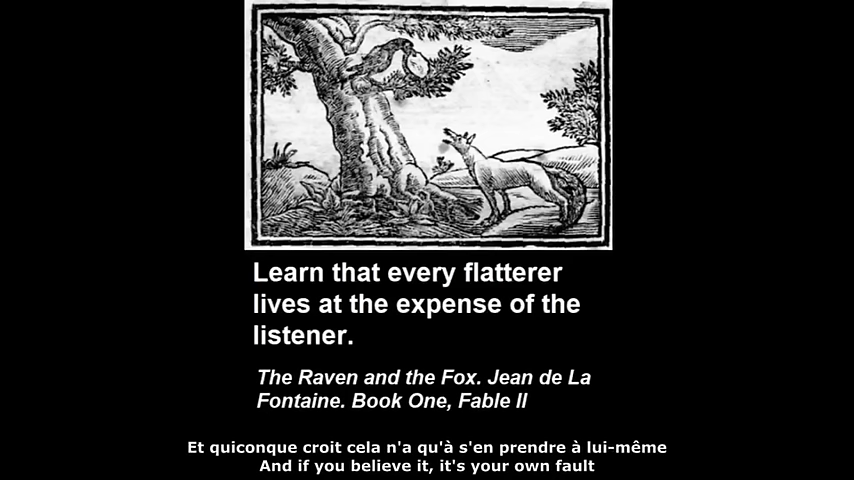 Learn that every flatterer
lives at the expense of the
listener.
The Raven and the Fox. Jean de La
Fontaine. Book One, Fable II
Et quiconque croit cela n'a qu'à s'en prendre à lui-même
And if you believe it, it's your own fault